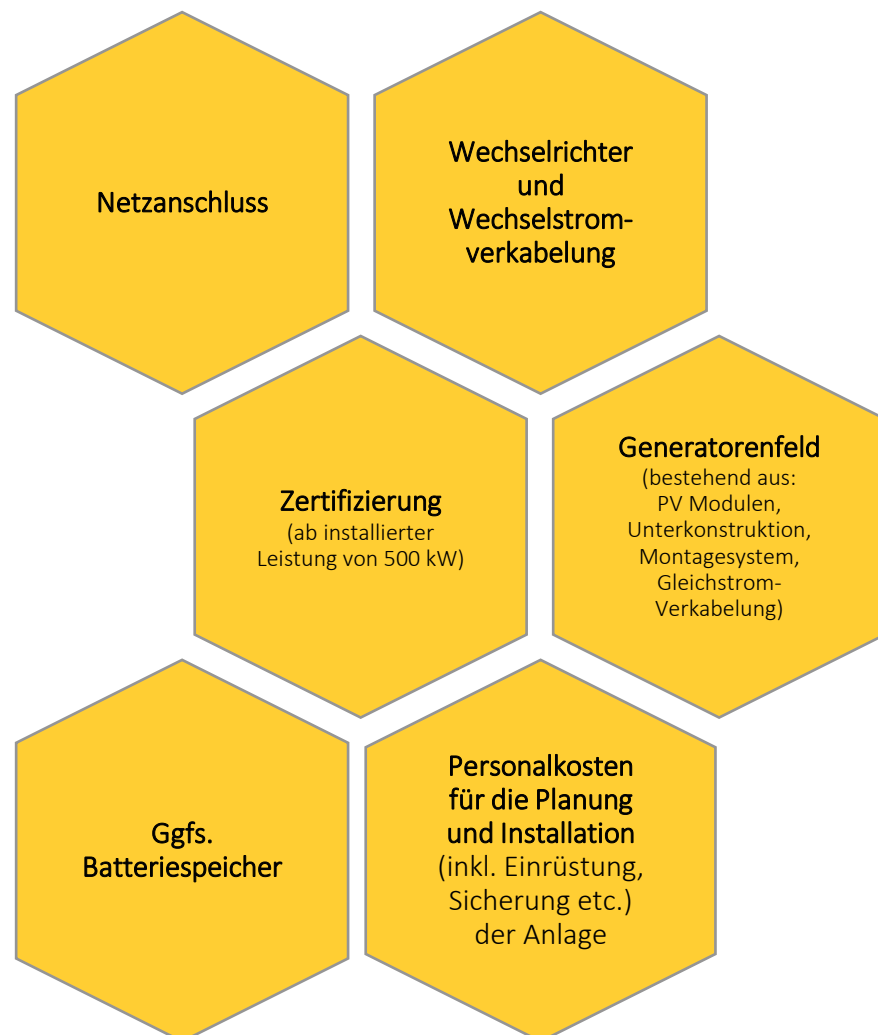 Netzanschluss
Wechselrichter
und
Wechselstrom-
verkabelung
Zertifizierung
(ab installierter
Leistung von 500 kW)
Generatorenfeld
(bestehend aus:
PV Modulen,
Unterkonstruktion,
Montagesystem,
Gleichstrom-
Verkabelung)
Ggfs.
Batteriespeicher
Personalkosten
für die Planung
und Installation
(inkl. Einrüstung,
Sicherung etc.)
der Anlage